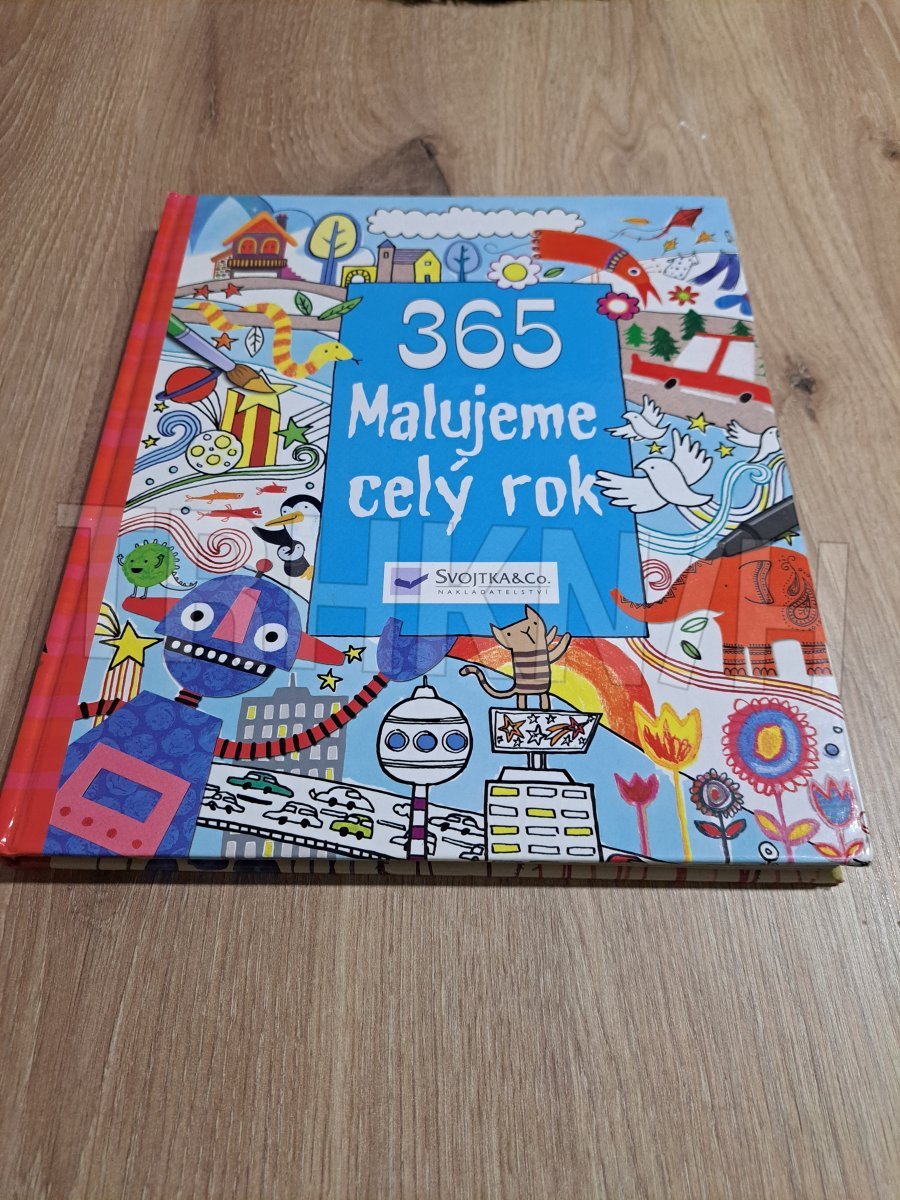 365
Malujeme
celý rok
SVOJTKA&CO.
NAKLADATELSTVÍ